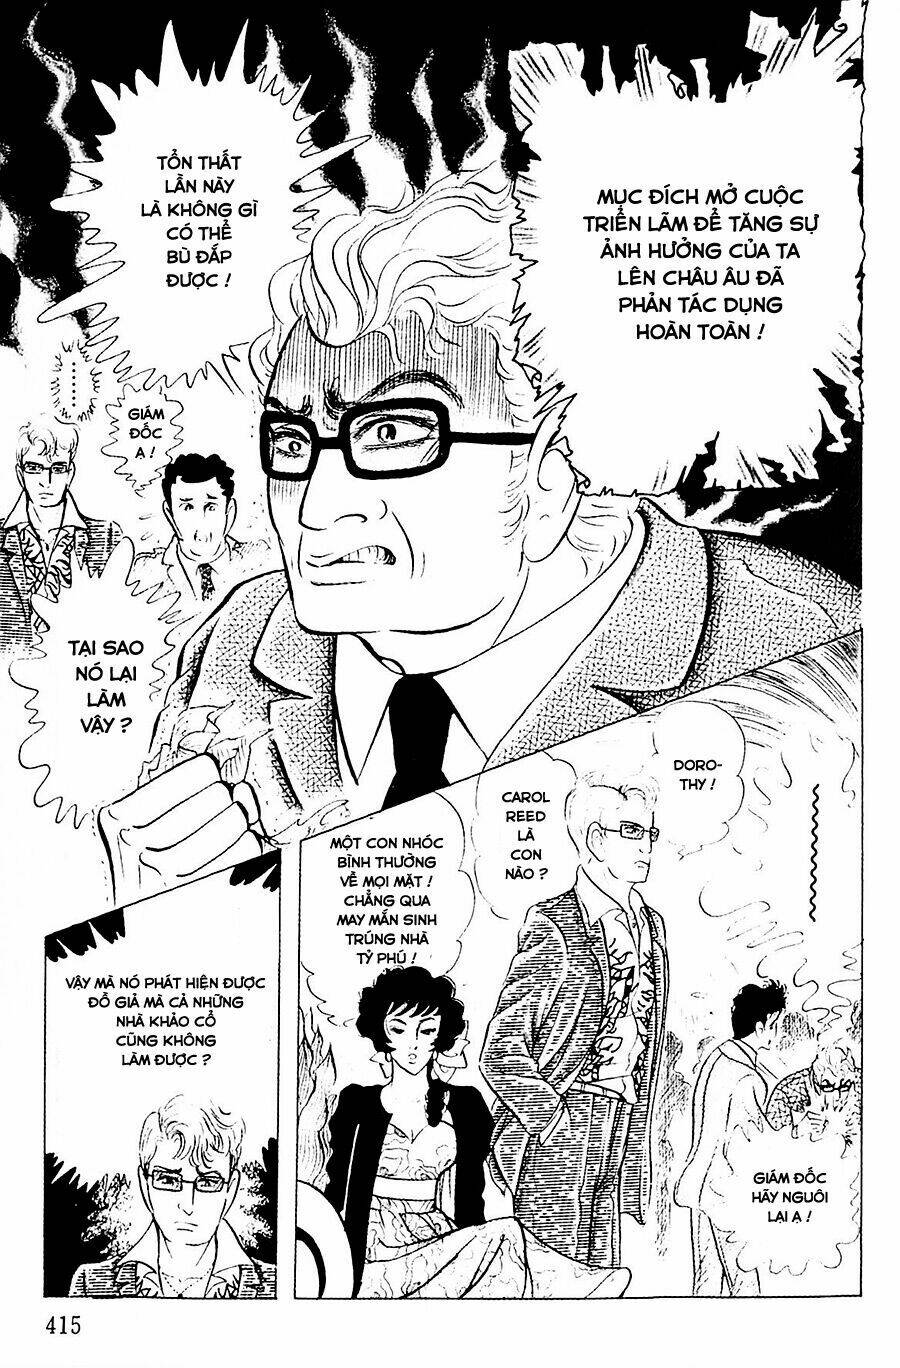 MỤC ĐÍCH MỞ CUỘC
TRIỂN LÃM ĐỂ TĂNG SỰ
ẢNH HƯỞNG CỦA TA
LÊN CHÂU ÂU ĐÃ
PHẢN TÁC DỤNG
HOÀN TOÀN !
TỔN THẤT
LẦN NÀY
LÀ KHÔNG GÌ
CÓ THỂ
BÙ ĐẮP
ĐƯỢC !
GIÁM
ĐỐC
Ạ !
........
TẠI SAO
NÓ LẠI
LÀM
VẬY ?
DORO-
THY !
CAROL
REED
LÀ
CON
NÀO ?
MỘT CON NHÓC
BÌNH THƯỜNG
VỀ MỌI MẶT !
CHẲNG QUA
MAY MẮN SINH
TRÚNG NHÀ
TỶ PHÚ !
GIÁM ĐỐC
HÃY NGUÔI
LẠI Ạ !
VẬY MÀ NÓ PHÁT HIỆN ĐƯỢC
ĐỒ GIẢ MÀ CẢ NHỮNG
NHÀ KHẢO CỔ
CŨNG KHÔNG
LÀM ĐƯỢC ?
415